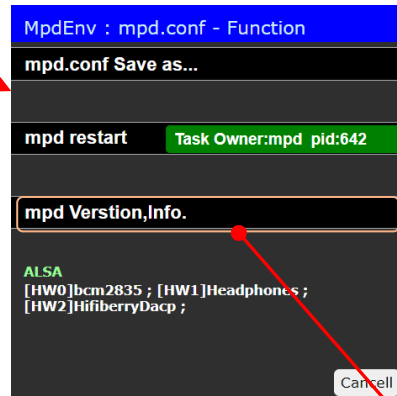 MpdEnv : mpd.conf - Function
mpd.conf Save as...
mpd restart Task Owner:mpd pid:642
mpd Verstion,Info.
ALSA
[HW0]bcm2835 ; [HW1]Headphones ;
[HW2]HifiberryDacp ;
Cancell